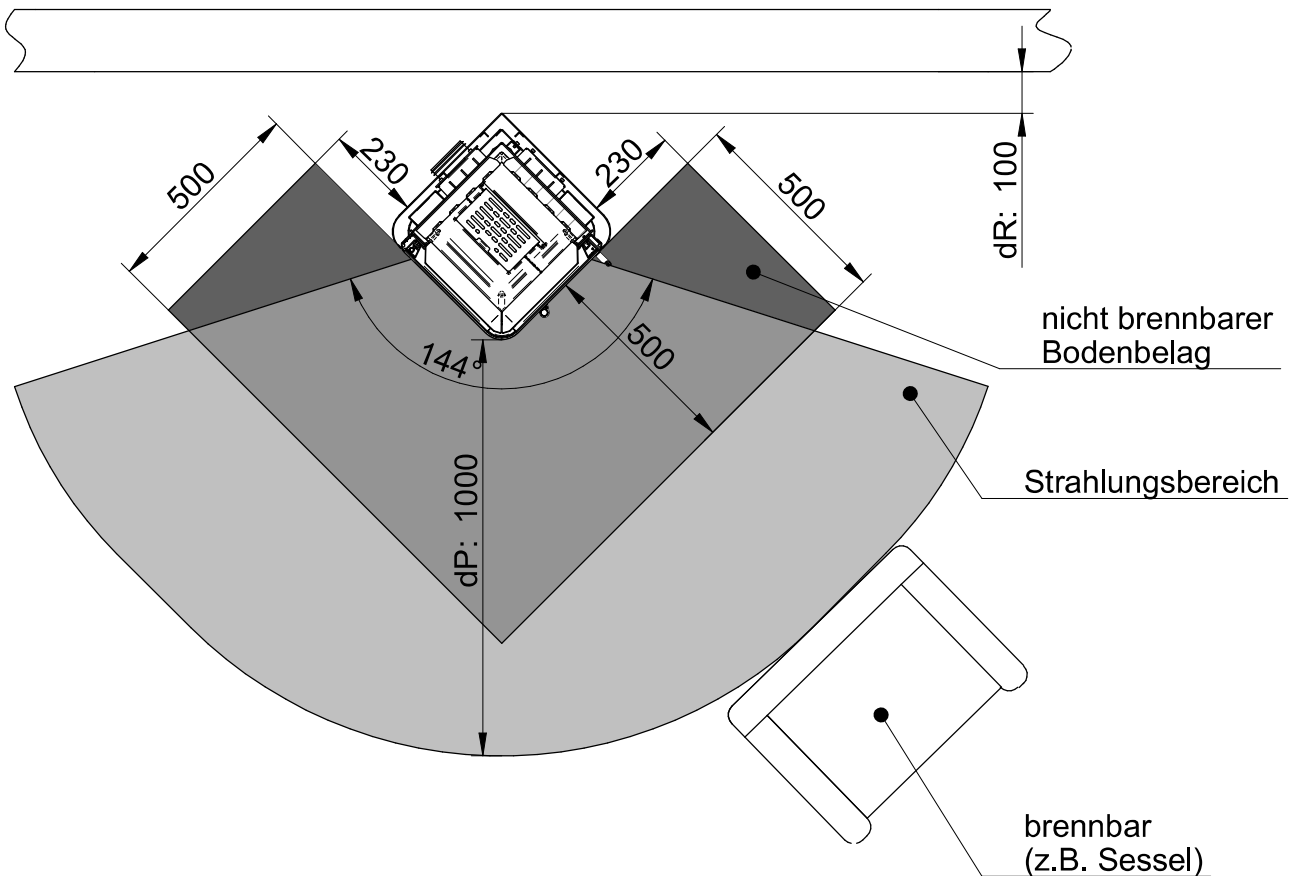 500
230
230
500
dR: 100
nicht brennbarer
Bodenbelag
144°
500
dP: 1000
Strahlungsbereich
brennbar
(z.B. Sessel)